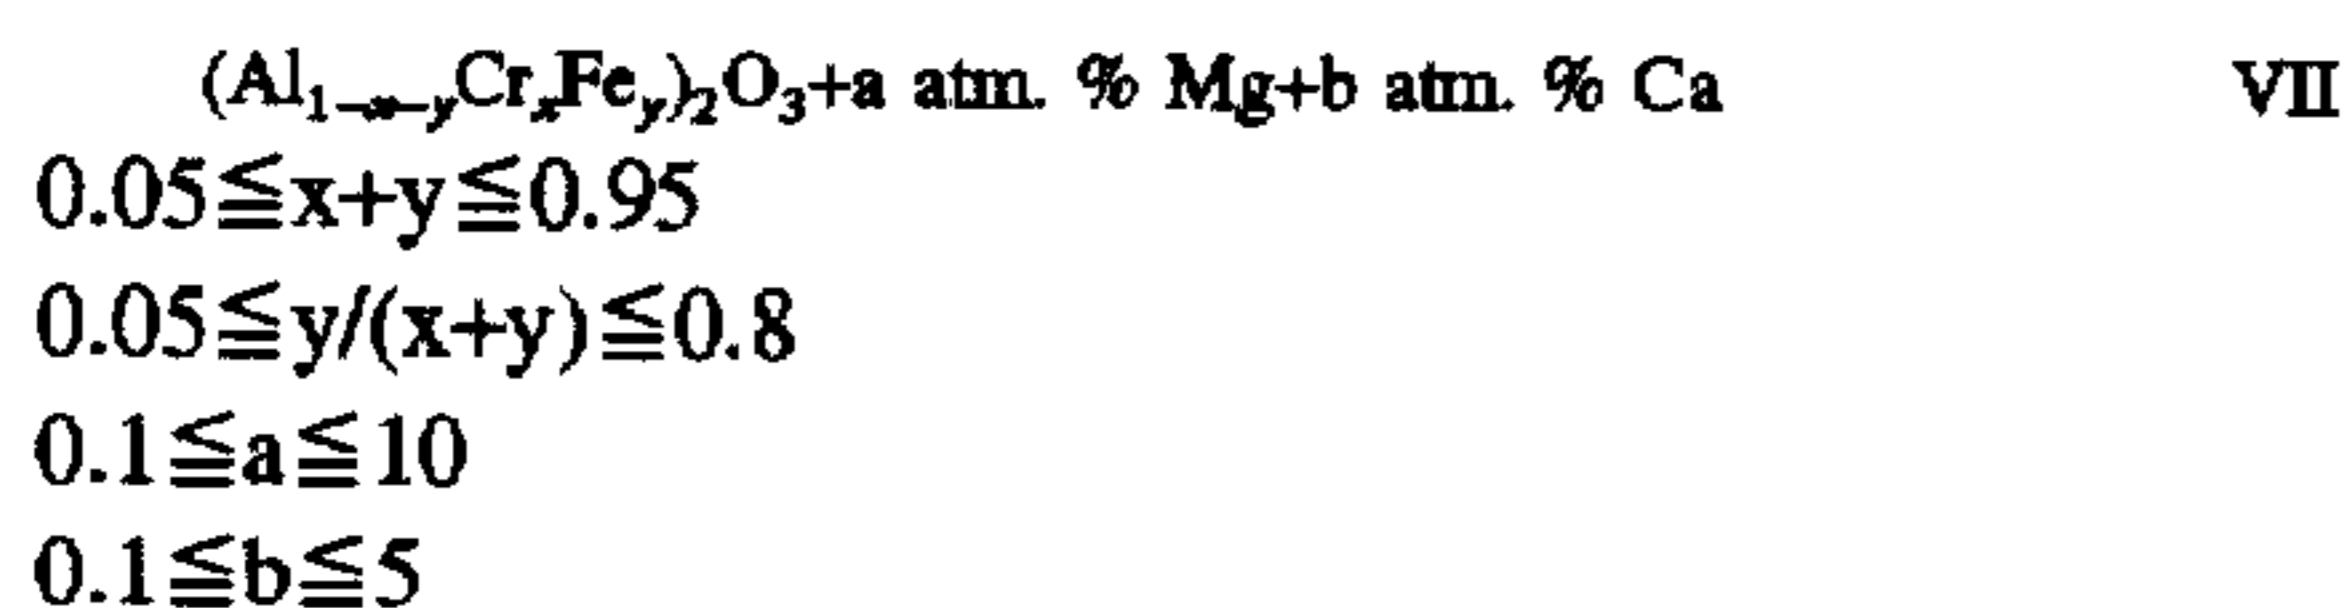 (Al₁₋ₓ₋ᵧCrₓFeᵧ)₂O₃+a atm. % Mg+b atm. % Ca VII
0.05≦x+y≦0.95
0.05≦y/(x+y)≦0.8
0.1≦a≦10
0.1≦b≦5